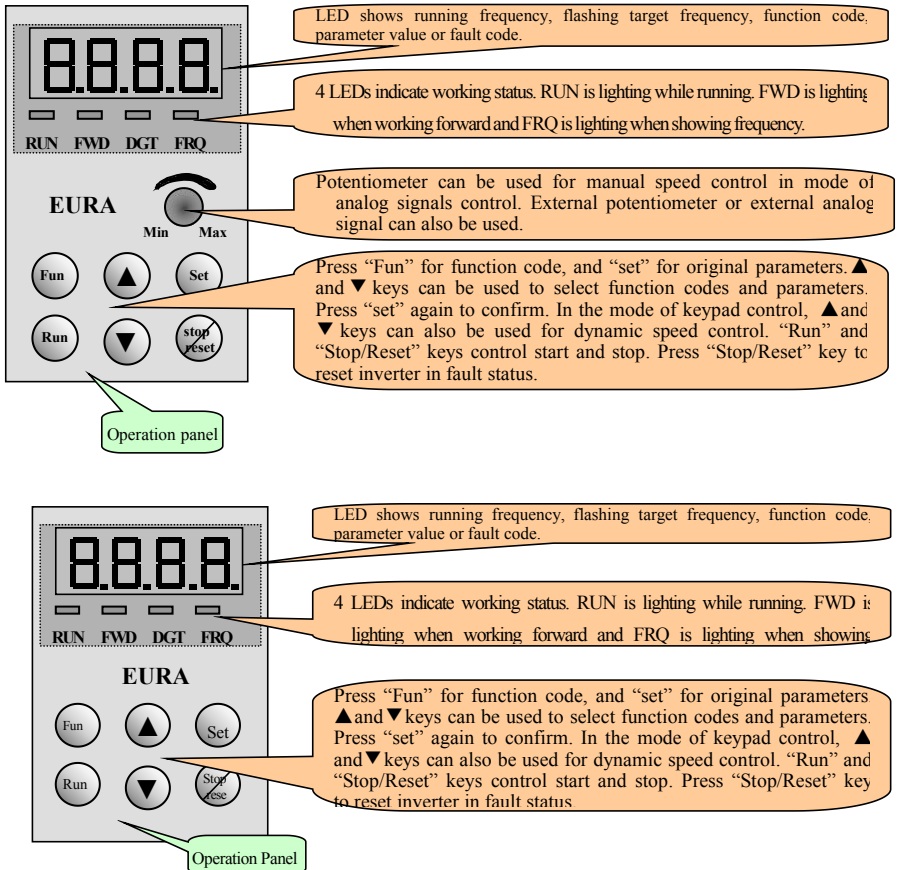 LED shows running frequency, flashing target frequency, function code,
parameter value or fault code.
8.8.8.8.
4 LEDs indicate working status. RUN is lighting while running. FWD is lighting
when working forward and FRQ is lighting when showing frequency.
RUN FWD DGT FRQ
Potentiometer can be used for manual speed control in mode of
analog signals control. External potentiometer or external analog
signal can also be used.
EURA
Min Max
Press “Fun” for function code, and “set” for original parameters. ▲
and ▼ keys can be used to select function codes and parameters.
Press “set” again to confirm. In the mode of keypad control, ▲ and
▼ keys can also be used for dynamic speed control. “Run” and
“Stop/Reset” keys control start and stop. Press “Stop/Reset” key to
reset inverter in fault status.
Fun ▲ Set
Run ▼ stop
reset
Operation panel
LED shows running frequency, flashing target frequency, function code,
parameter value or fault code.
8.8.8.8.
4 LEDs indicate working status. RUN is lighting while running. FWD is
lighting when working forward and FRQ is lighting when showing
RUN FWD DGT FRQ
EURA
Press “Fun” for function code, and “set” for original parameters.
▲ and ▼ keys can be used to select function codes and parameters.
Press “set” again to confirm. In the mode of keypad control, ▲
and ▼ keys can also be used for dynamic speed control. “Run” and
“Stop/Reset” keys control start and stop. Press “Stop/Reset” key
to reset inverter in fault status
Fun ▲ Set
Run ▼ Stop
rese
Operation Panel